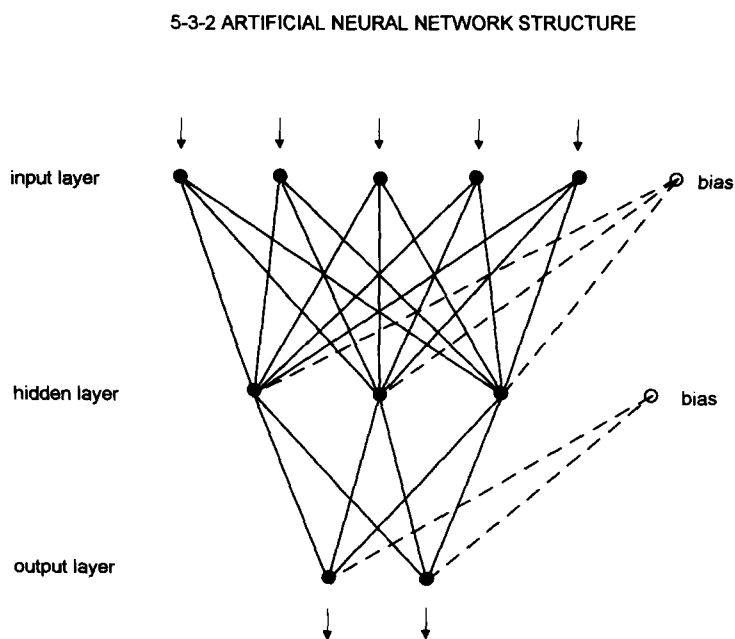 5-3-2 ARTIFICIAL NEURAL NETWORK STRUCTURE
input layer
bias
hidden layer
bias
output layer